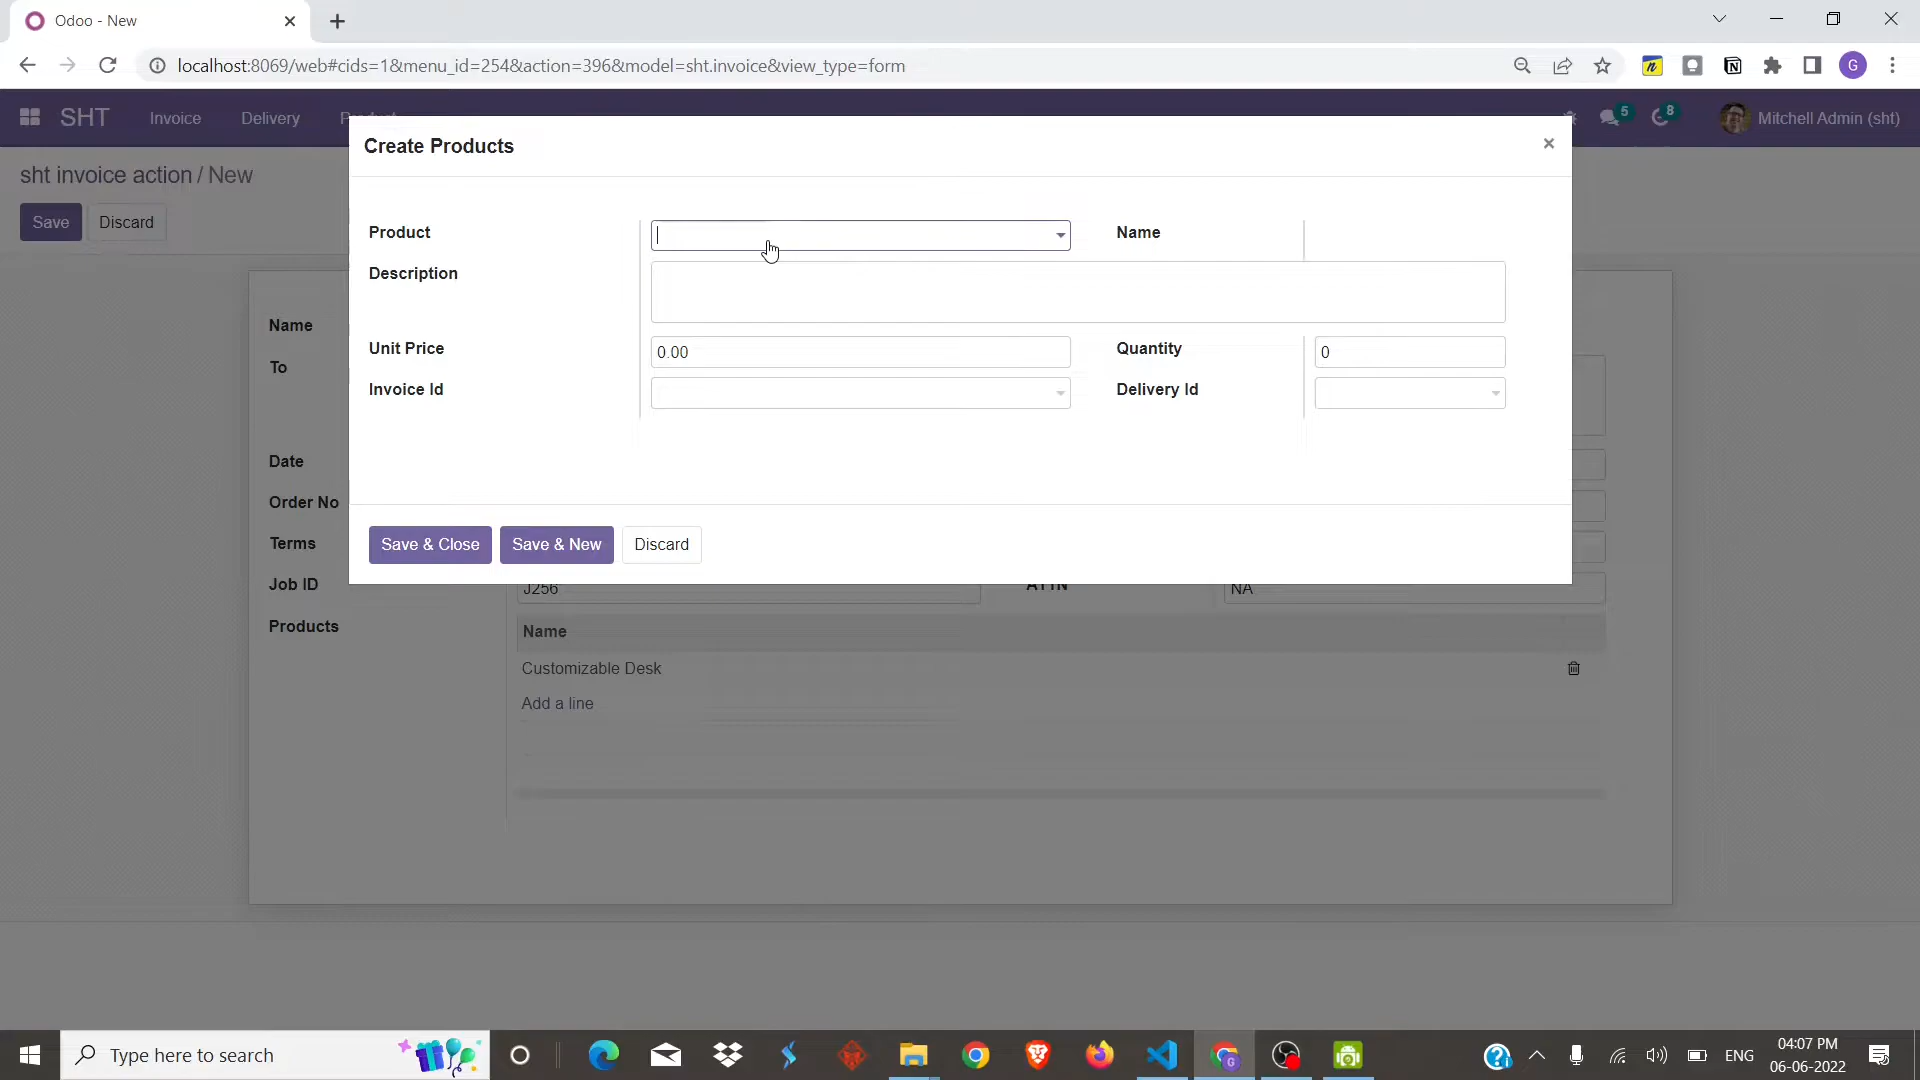 Odoo - New
localhost:8069/web#cids=1&menu_id=254&action=396&model=sht.invoice&view_type=form
G
SHT
Invoice
Delivery
5
8
Mitchell Admin (sht)
sht invoice action / New
Save
Discard
Create Products
×
Product
Name
Description
Unit Price
0.00
Quantity
0
Invoice Id
Delivery Id
Save & Close
Save & New
Discard
Name
To
Date
Order No
Terms
Job ID
J256
NA
Products
Name
Customizable Desk
Add a line
Type here to search
ENG
04:07 PM
06-06-2022